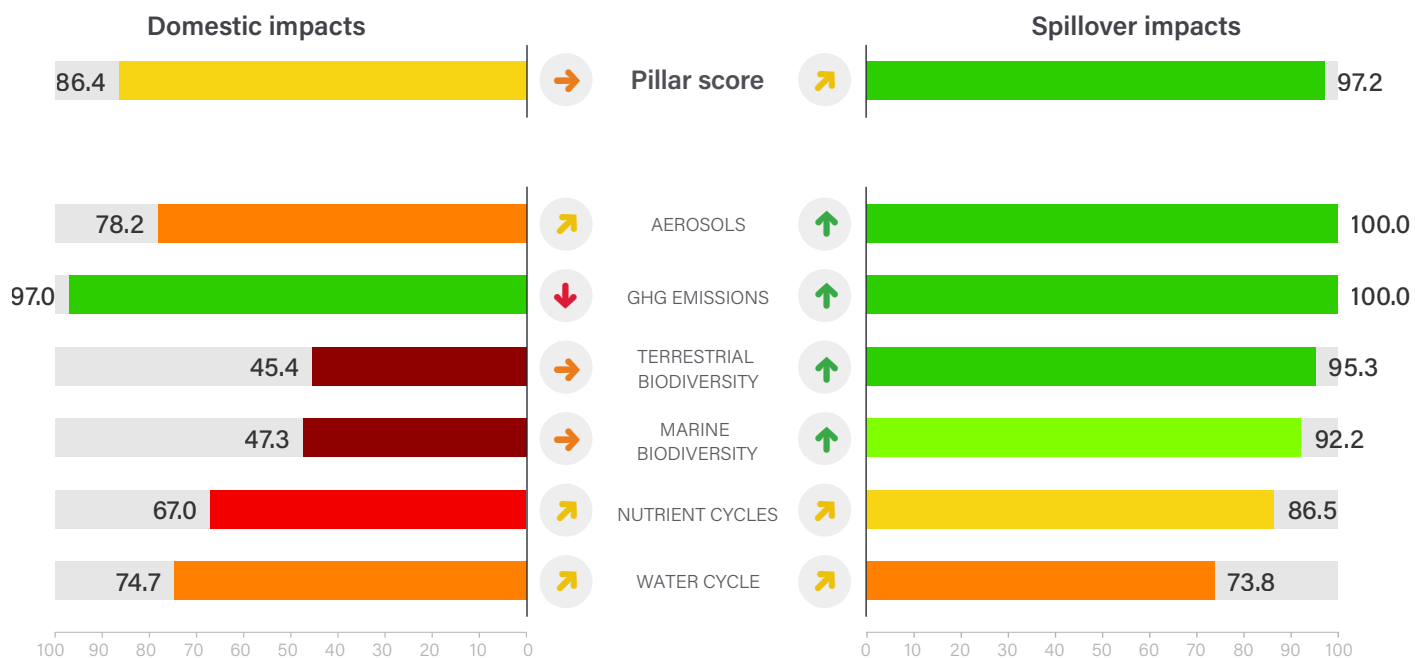 Domestic impacts
Spillover impacts
86.4 Pillar score 97.2
78.2 AEROSOLS 100.0
97.0 GHG EMISSIONS 100.0
45.4 TERRESTRIAL BIODIVERSITY 95.3
47.3 MARINE BIODIVERSITY 92.2
67.0 NUTRIENT CYCLES 86.5
74.7 WATER CYCLE 73.8
100 90 80 70 60 50 40 30 20 10 0
0 10 20 30 40 50 60 70 80 90 100